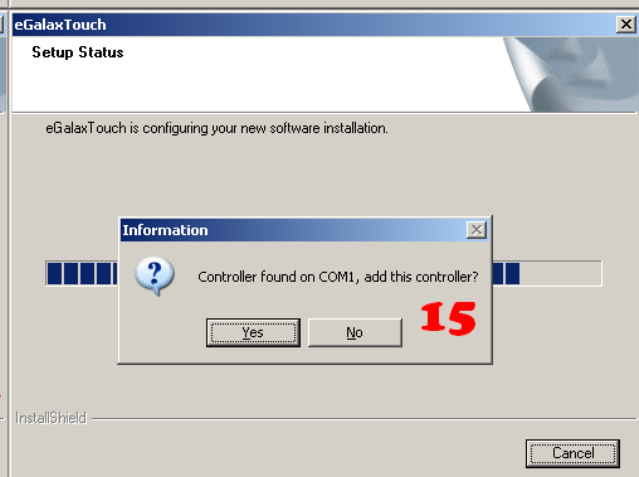 eGalaxTouch
Setup Status
eGalaxTouch is configuring your new software installation.
Information
Controller found on COM1, add this controller?
Yes
No
15
InstallShield
Cancel